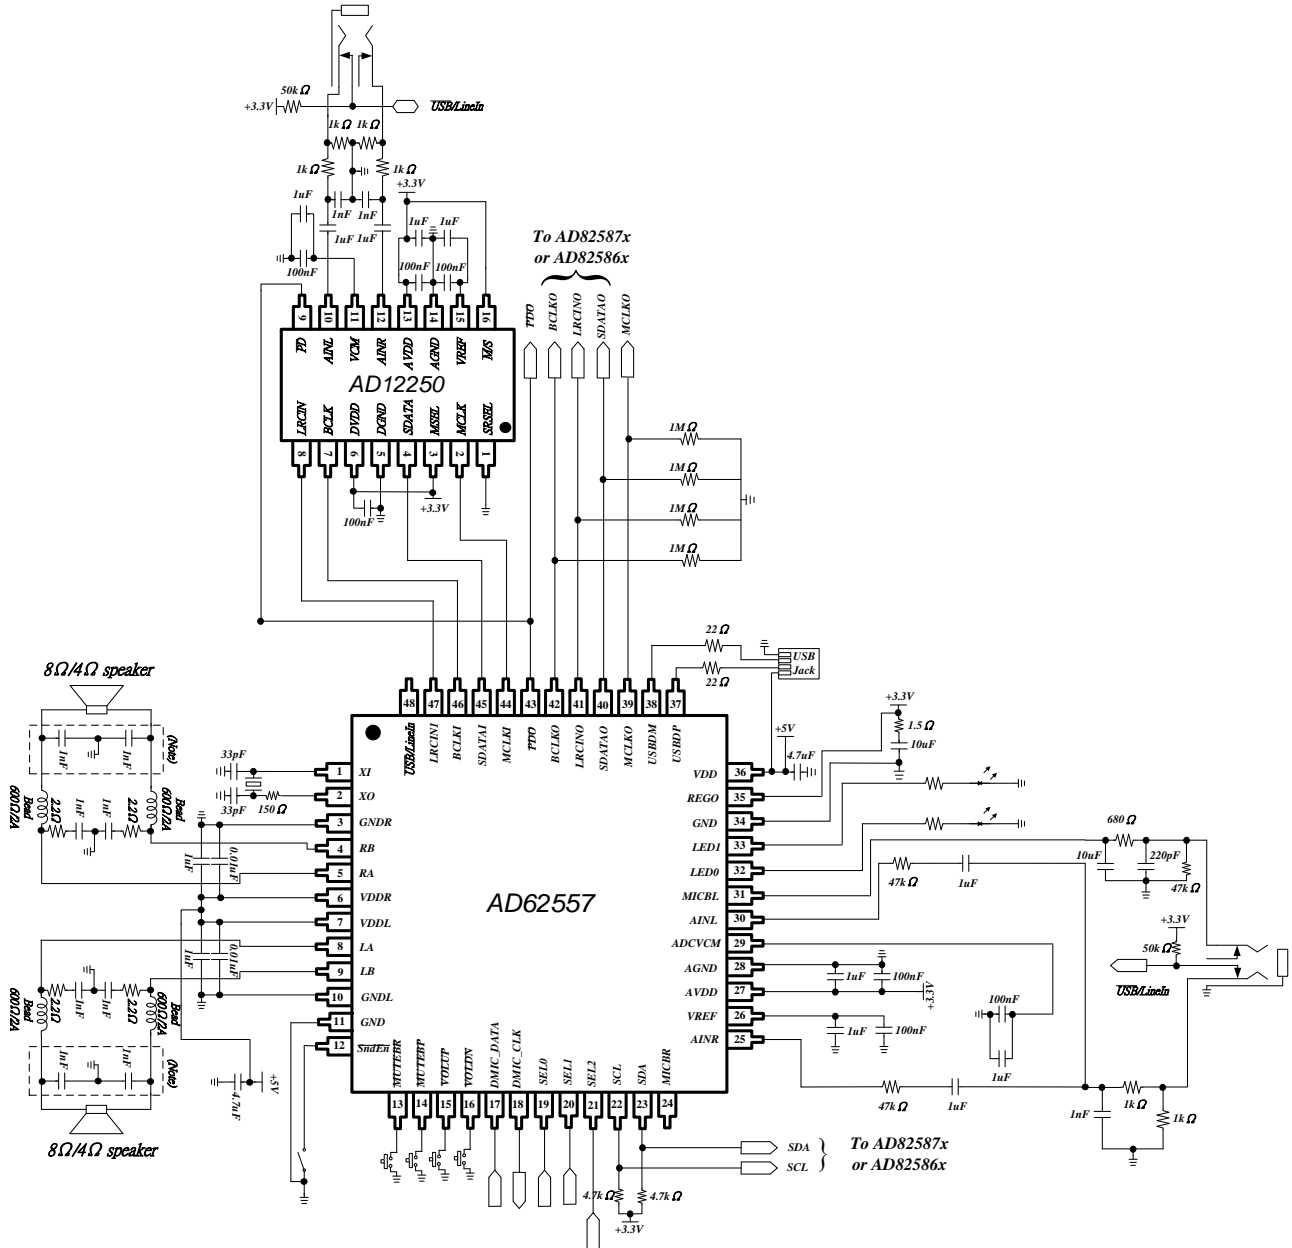 50kΩ
+3.3V
USB/LineIn
1kΩ 1kΩ
1kΩ 1kΩ
+3.3V
1uF
1nF 1nF
1uF 1uF
1uF 1uF
100nF
100nF 100nF
To AD82587x
or AD82586x
PDO BCLKO LRCINO SDATAO MCLKO
9 10 11 12 13 14 15 16
PD AINL VCM AINR AVDD AGND VREF M/S
AD12250
LRCIN BCLK DVDD DGND SDATA MSEL MCLK SRSEL
8 7 6 5 4 3 2 1
100nF
+3.3V
1MΩ
1MΩ
1MΩ
1MΩ
22Ω
USB
Jack
22Ω
8Ω/4Ω speaker
(Note)
1nF 1nF
Bead
600Ω/2A
2.2Ω 1nF 1nF 2.2Ω
Bead
600Ω/2A
48 47 46 45 44 43 42 41 40 39 38 37
USB/LineIn LRCINI BCLKI SDATAI MCLKI PDO BCLKO LRCINO SDATAO MCLKO USBDM USBDP
33pF
33pF
150Ω
1uF 0.01uF
1uF 0.01uF
1 XI
2 XO
3 GNDR
4 RB
5 RA
6 VDDR
7 VDDL
8 LA
9 LB
10 GNDL
11 GND
12 SndEn
AD62557
VDD 36
REGO 35
GND 34
LED1 33
LED0 32
MICBL 31
AINL 30
ADCVCM 29
AGND 28
AVDD 27
VREF 26
AINR 25
+5V
4.7uF
+3.3V
1.5Ω
10uF
680Ω
10uF 220pF
47kΩ
47kΩ
1uF
+3.3V
50kΩ
USB/LineIn
1uF 100nF
+3.3V
1uF 100nF
100nF
1uF
47kΩ
1uF
1nF
1kΩ
1kΩ
Bead
600Ω/2A
2.2Ω 1nF 1nF 2.2Ω
Bead
600Ω/2A
1nF 1nF
(Note)
8Ω/4Ω speaker
4.7uF
+5V
MUTEBR MUTEBP VOLUP VOLDN DMIC_DATA DMIC_CLK SEL0 SEL1 SEL2 SCL SDA MICBR
13 14 15 16 17 18 19 20 21 22 23 24
SDA
SCL
To AD82587x
or AD82586x
4.7kΩ 4.7kΩ
+3.3V